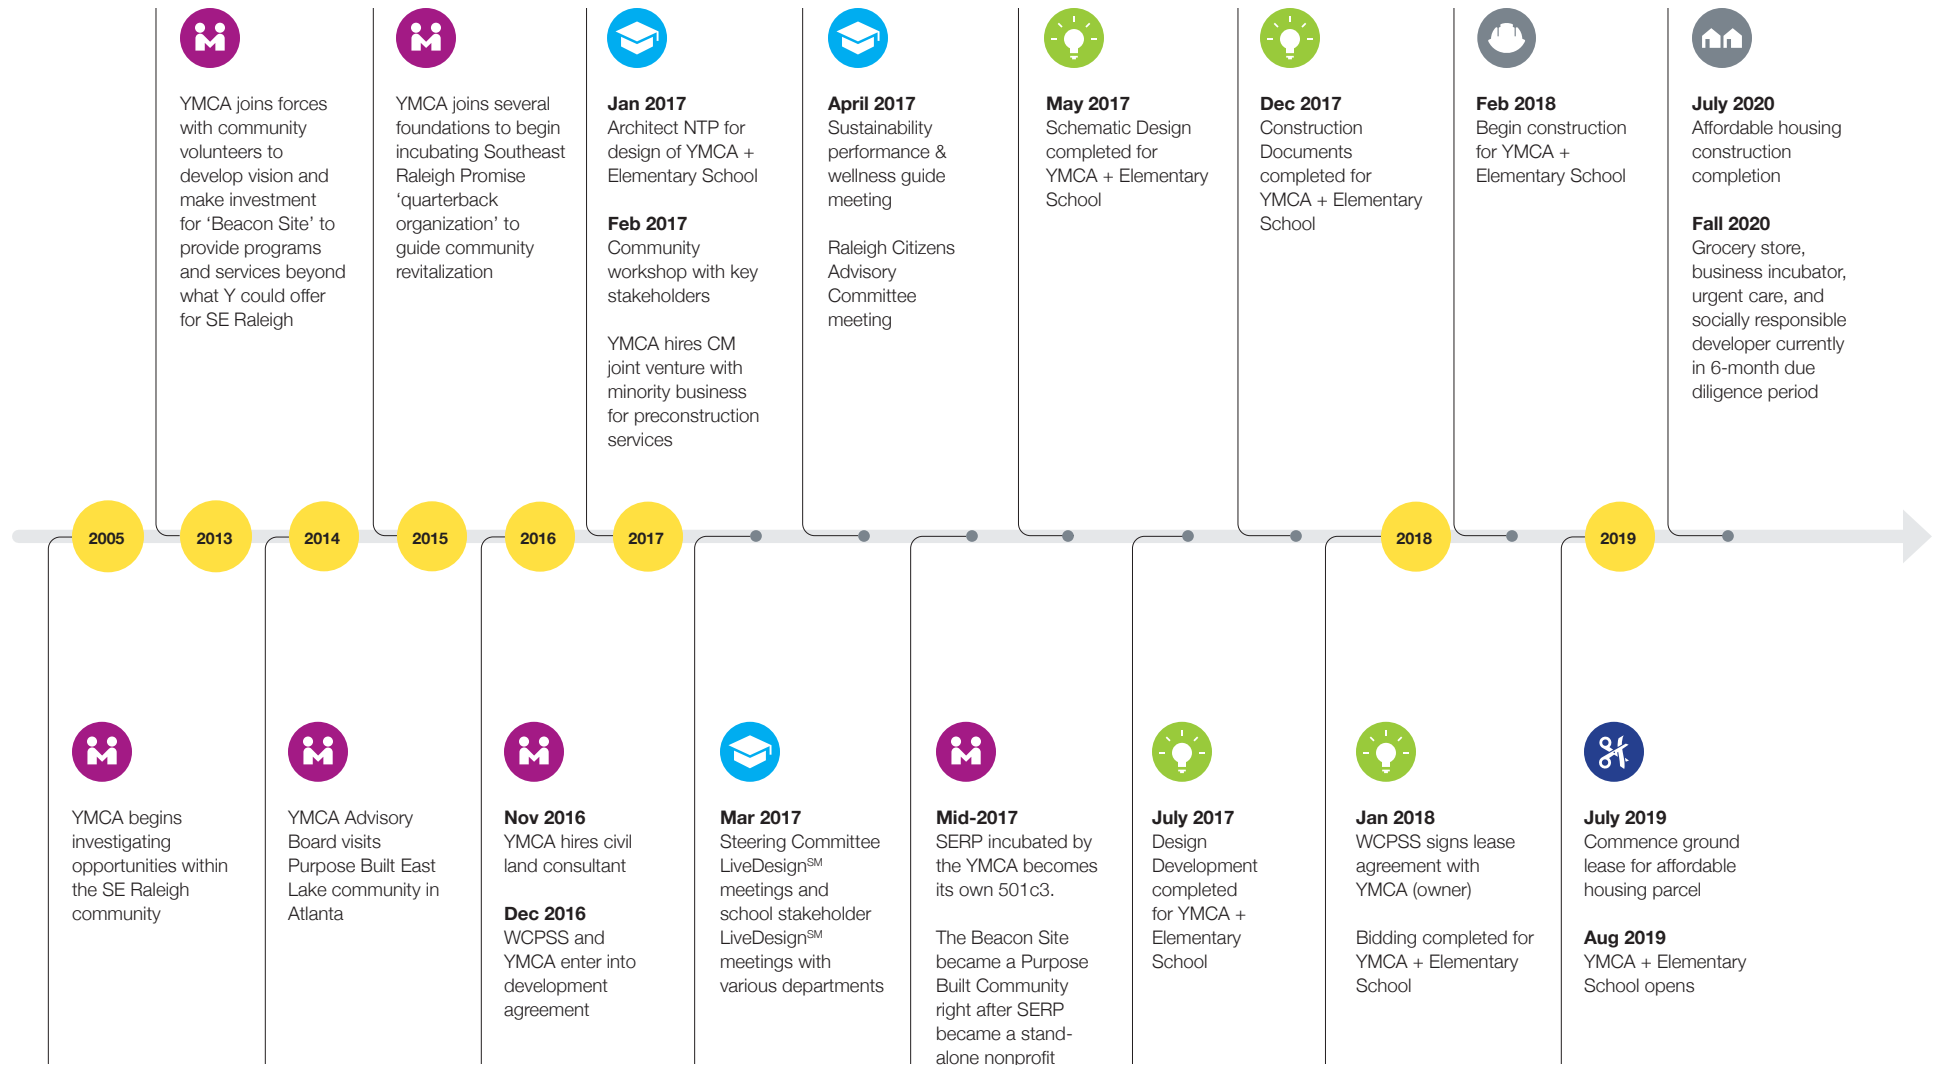 YMCA joins forces
with community
volunteers to
develop vision and
make investment
for ‘Beacon Site’ to
provide programs
and services beyond
what Y could offer
for SE Raleigh
YMCA joins several
foundations to begin
incubating Southeast
Raleigh Promise
‘quarterback
organization’ to
guide community
revitalization
Jan 2017
Architect NTP for
design of YMCA +
Elementary School
Feb 2017
Community
workshop with key
stakeholders
YMCA hires CM
joint venture with
minority business
for preconstruction
services
April 2017
Sustainability
performance &
wellness guide
meeting
Raleigh Citizens
Advisory
Committee
meeting
May 2017
Schematic Design
completed for
YMCA + Elementary
School
Dec 2017
Construction
Documents
completed for
YMCA + Elementary
School
Feb 2018
Begin construction
for YMCA +
Elementary School
July 2020
Affordable housing
construction
completion
Fall 2020
Grocery store,
business incubator,
urgent care, and
socially responsible
developer currently
in 6-month due
diligence period
2005
2013
2014
2015
2016
2017
2018
2019
YMCA begins
investigating
opportunities within
the SE Raleigh
community
YMCA Advisory
Board visits
Purpose Built East
Lake community in
Atlanta
Nov 2016
YMCA hires civil
land consultant
Dec 2016
WCPSS and
YMCA enter into
development
agreement
Mar 2017
Steering Committee
LiveDesign℠
meetings and
school stakeholder
LiveDesign℠
meetings with
various departments
Mid-2017
SERP incubated by
the YMCA becomes
its own 501c3.
The Beacon Site
became a Purpose
Built Community
right after SERP
became a stand-
alone nonprofit
July 2017
Design
Development
completed
for YMCA +
Elementary
School
Jan 2018
WCPSS signs lease
agreement with
YMCA (owner)
Bidding completed for
YMCA + Elementary
School
July 2019
Commence ground
lease for affordable
housing parcel
Aug 2019
YMCA + Elementary
School opens